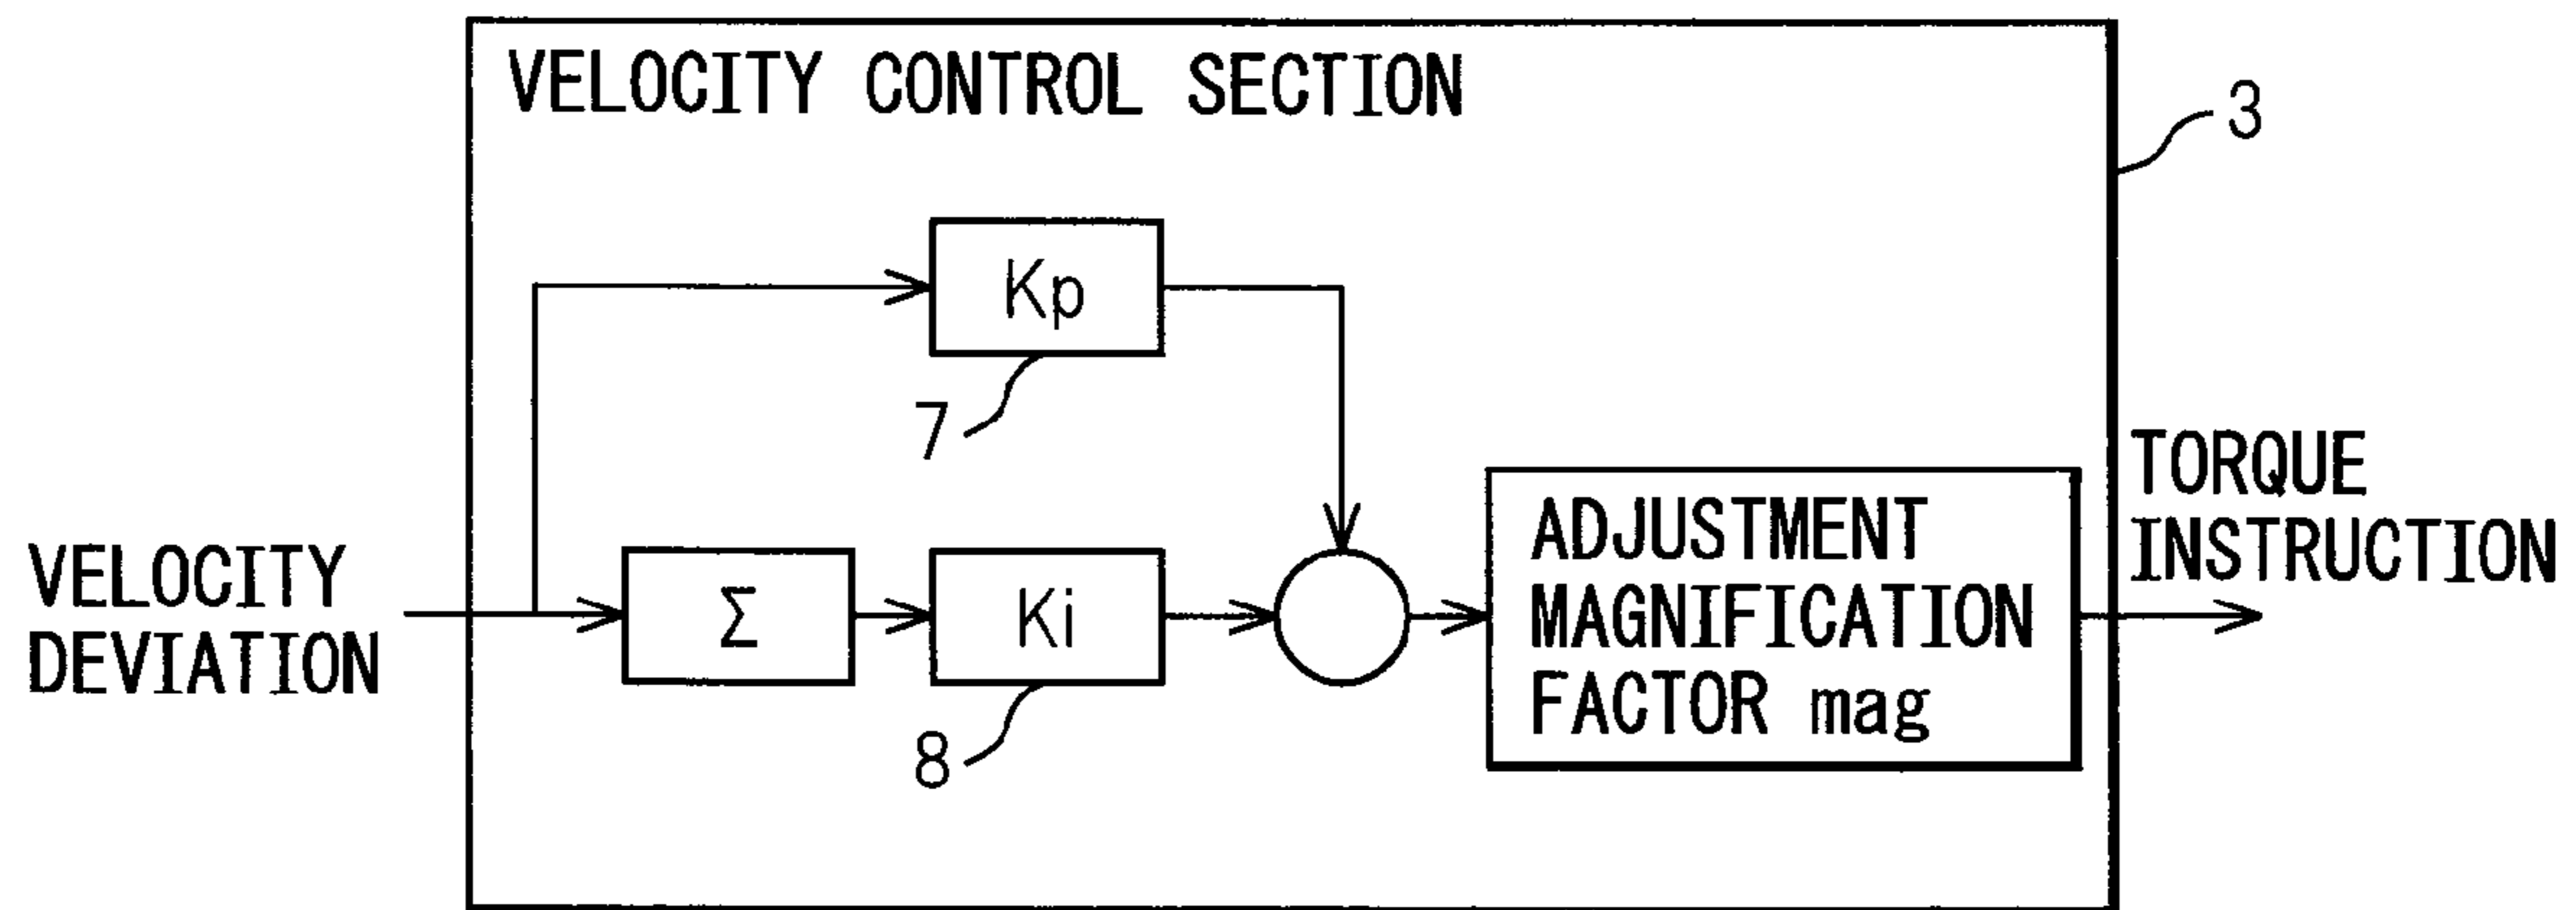 VELOCITY CONTROL SECTION
3
Kp
7
VELOCITY
DEVIATION
Σ
Ki
8
ADJUSTMENT
MAGNIFICATION
FACTOR mag
TORQUE
INSTRUCTION